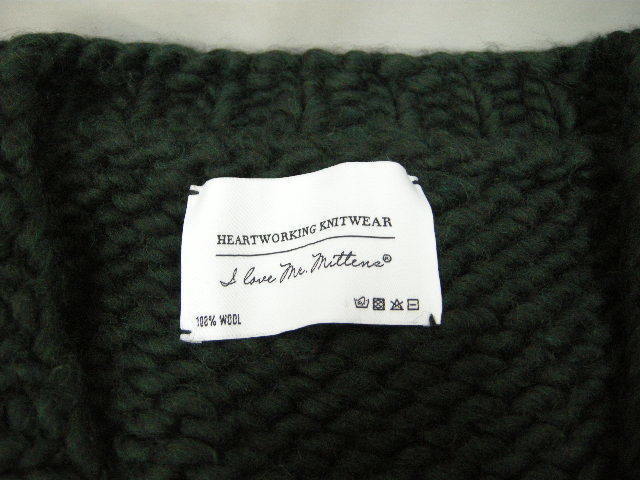 HEARTWORKING KNITWEAR
I love Mr. Mittens®
100% WOOL